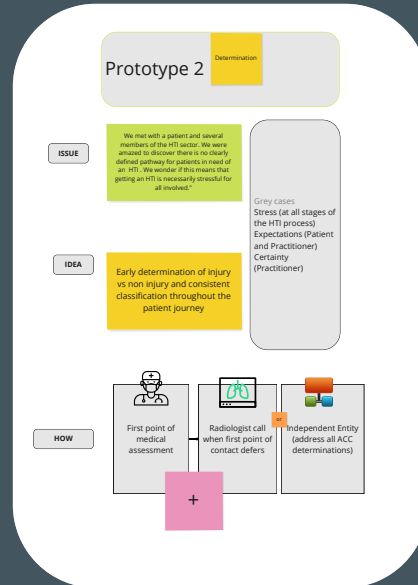 Prototype 2
Determination
ISSUE
We met with a patient and several
members of the HTI sector. We were
amazed to discover there is no clearly
defined pathway for patients in need of
an HTI . We wonder if this means that
getting an HTI is necessarily stressful for
all involved."
Grey cases
Stress (at all stages of
the HTI process)
Expectations (Patient
and Practitioner)
Certainty
(Practitioner)
IDEA
Early determination of injury
vs non injury and consistent
classification throughout the
patient journey
HOW
First point of
medical
assessment
Radiologist call
when first point of
contact defers
or
Independent Entity
(address all ACC
determinations)
+